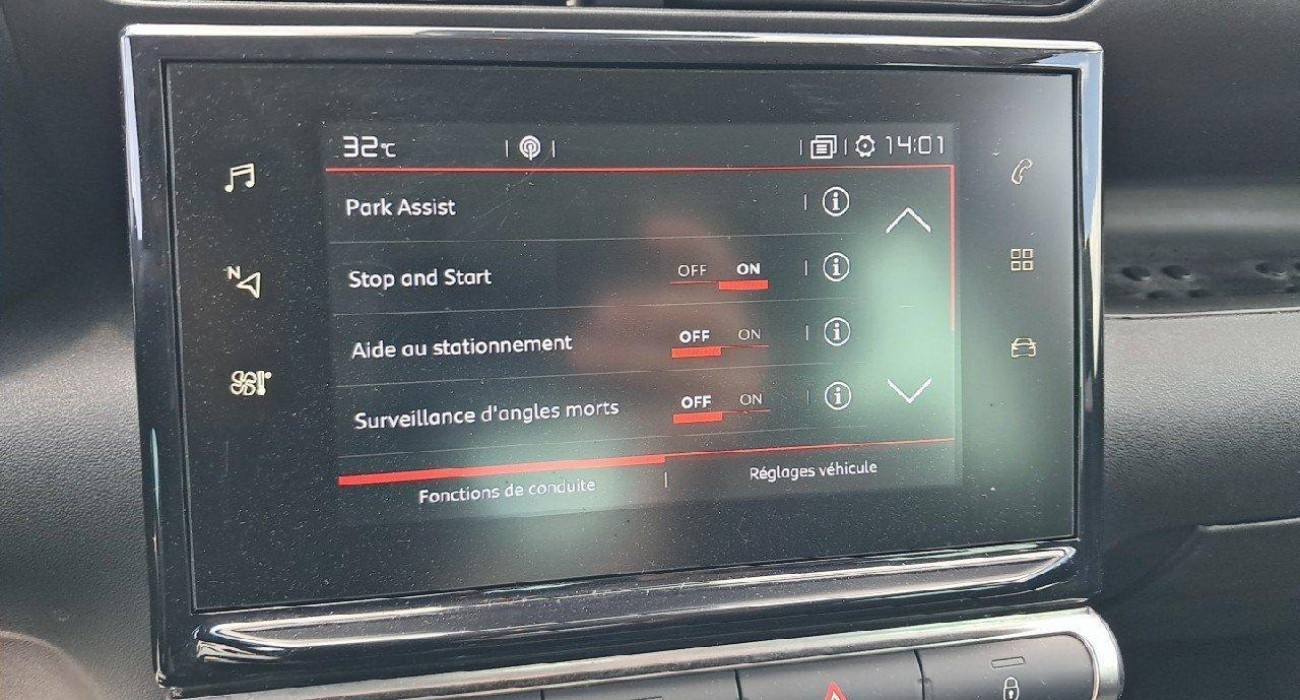 32°C 14:01
Park Assist
Stop and Start OFF ON
N
Aide au stationnement OFF ON
Surveillance d'angles morts OFF ON
Fonctions de conduite Réglages véhicule